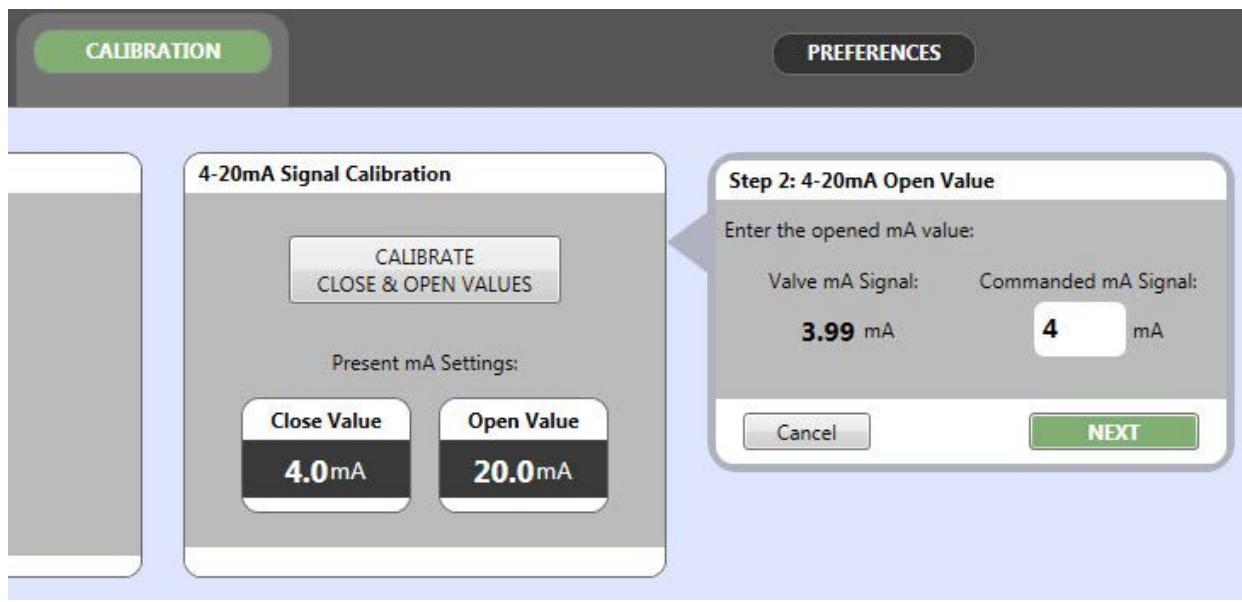 CALIBRATION
PREFERENCES
4-20mA Signal Calibration
CALIBRATE
CLOSE & OPEN VALUES
Present mA Settings:
Close Value
Open Value
4.0mA
20.0mA
Step 2: 4-20mA Open Value
Enter the opened mA value:
Valve mA Signal:
Commanded mA Signal:
3.99 mA
4 mA
Cancel
NEXT